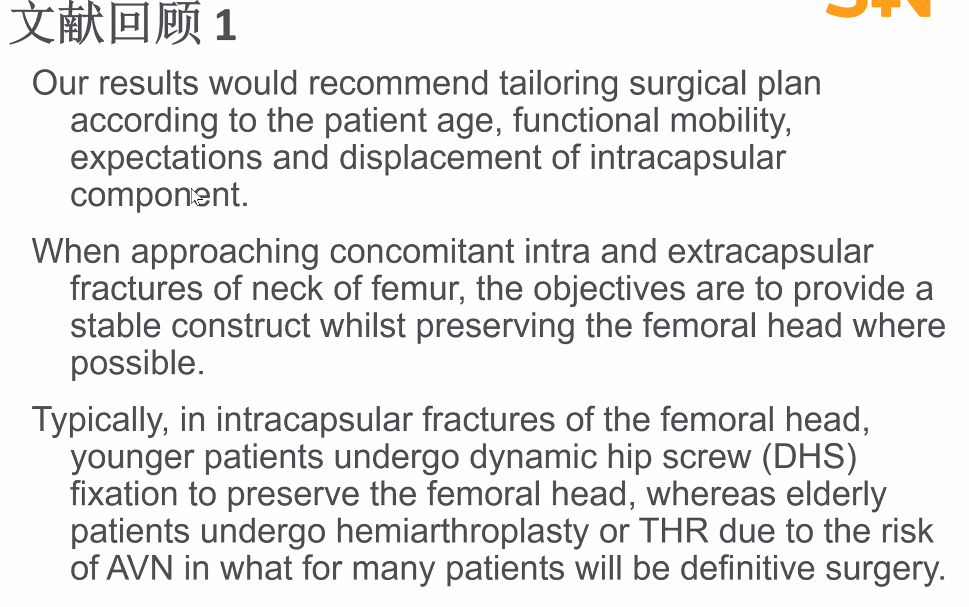 文献回顾 1
Our results would recommend tailoring surgical plan
according to the patient age, functional mobility,
expectations and displacement of intracapsular
component.
When approaching concomitant intra and extracapsular
fractures of neck of femur, the objectives are to provide a
stable construct whilst preserving the femoral head where
possible.
Typically, in intracapsular fractures of the femoral head,
younger patients undergo dynamic hip screw (DHS)
fixation to preserve the femoral head, whereas elderly
patients undergo hemiarthroplasty or THR due to the risk
of AVN in what for many patients will be definitive surgery.